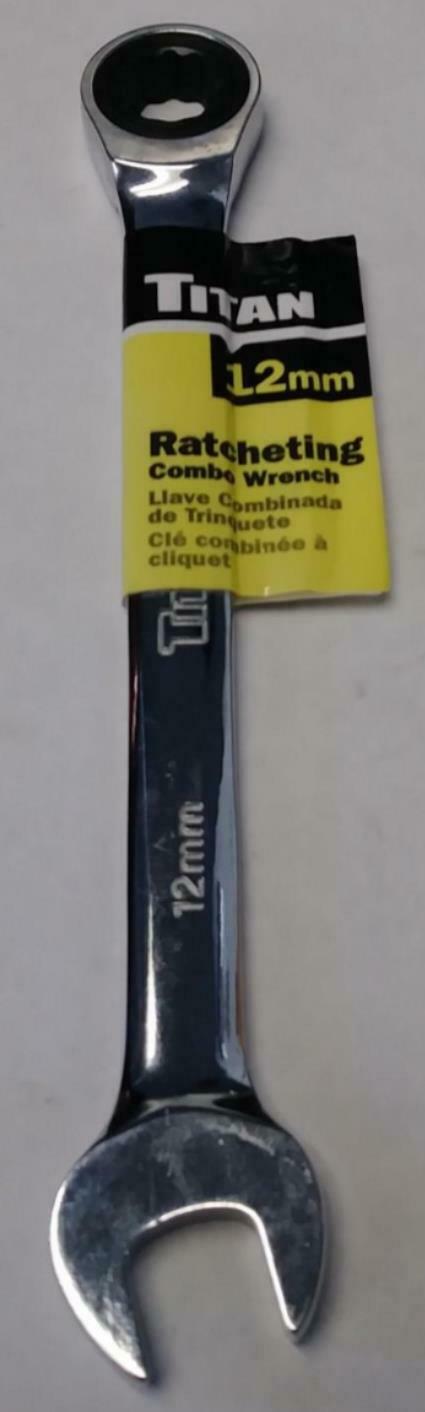 TITAN
12mm
Ratcheting
Combo Wrench
Llave Combinada
de Trinquete
Clé combinée à
cliquet
12mm